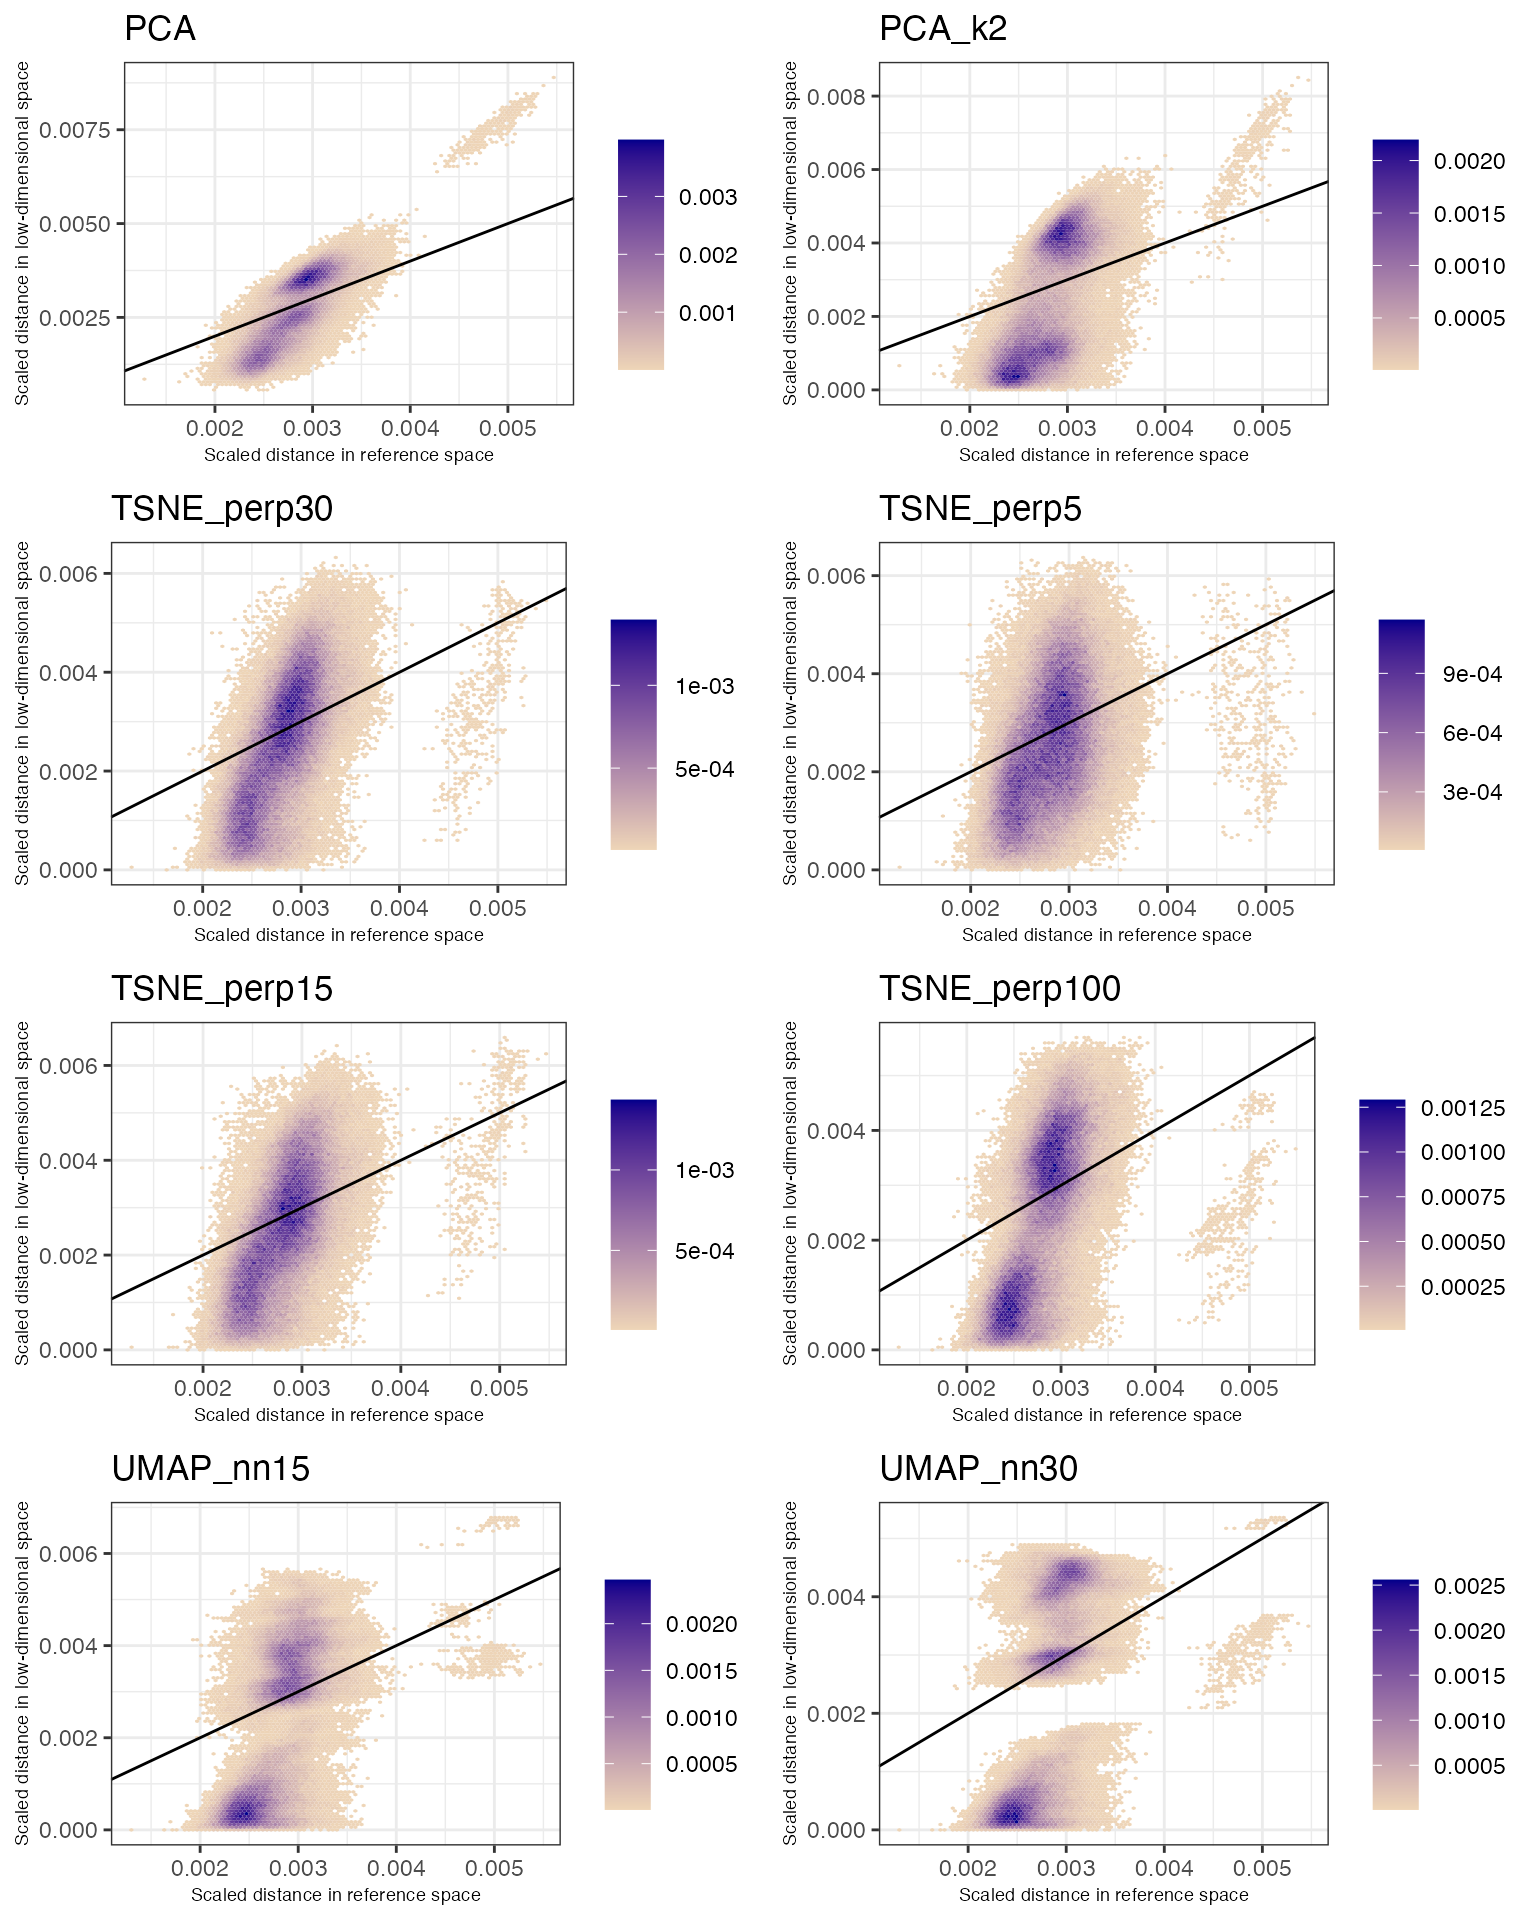 PCA
PCA_k2
Scaled distance in low-dimensional space
0.0075
0.0050
0.0025
0.002 0.003 0.004 0.005
Scaled distance in reference space
0.003
0.002
0.001
Scaled distance in low-dimensional space
0.008
0.006
0.004
0.002
0.000
0.002 0.003 0.004 0.005
Scaled distance in reference space
0.0020
0.0015
0.0010
0.0005
TSNE_perp30
TSNE_perp5
Scaled distance in low-dimensional space
0.006
0.004
0.002
0.000
0.002 0.003 0.004 0.005
Scaled distance in reference space
1e-03
5e-04
Scaled distance in low-dimensional space
0.006
0.004
0.002
0.000
0.002 0.003 0.004 0.005
Scaled distance in reference space
9e-04
6e-04
3e-04
TSNE_perp15
TSNE_perp100
Scaled distance in low-dimensional space
0.006
0.004
0.002
0.000
0.002 0.003 0.004 0.005
Scaled distance in reference space
1e-03
5e-04
Scaled distance in low-dimensional space
0.004
0.002
0.000
0.002 0.003 0.004 0.005
Scaled distance in reference space
0.00125
0.00100
0.00075
0.00050
0.00025
UMAP_nn15
UMAP_nn30
Scaled distance in low-dimensional space
0.006
0.004
0.002
0.000
0.002 0.003 0.004 0.005
Scaled distance in reference space
0.0020
0.0015
0.0010
0.0005
Scaled distance in low-dimensional space
0.004
0.002
0.000
0.002 0.003 0.004 0.005
Scaled distance in reference space
0.0025
0.0020
0.0015
0.0010
0.0005